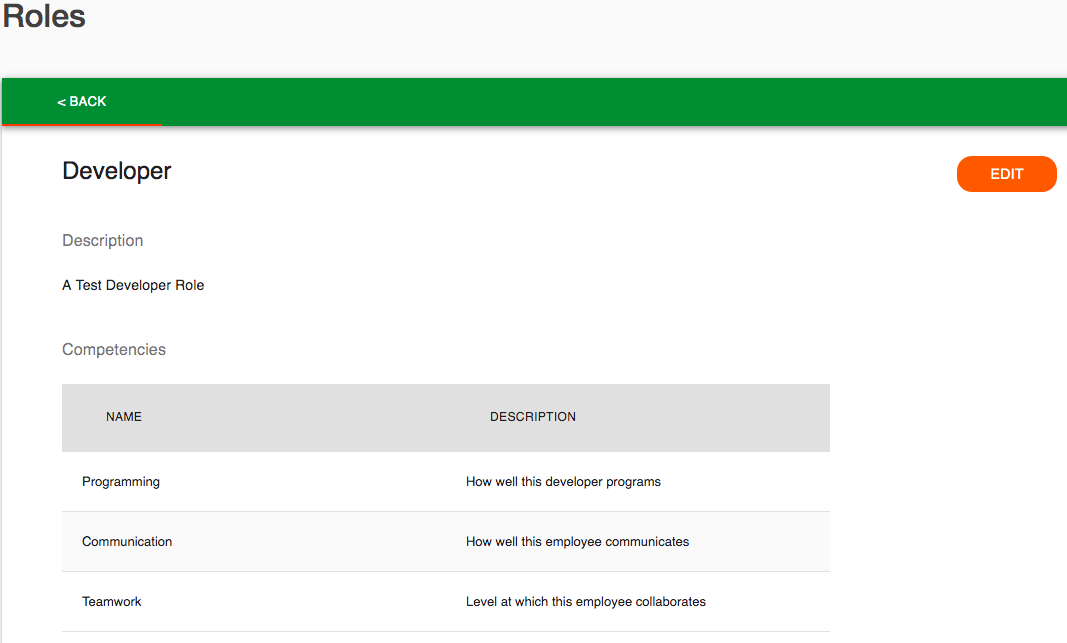 Roles
< BACK
Developer
EDIT
Description
A Test Developer Role
Competencies
NAME DESCRIPTION
Programming How well this developer programs
Communication How well this employee communicates
Teamwork Level at which this employee collaborates